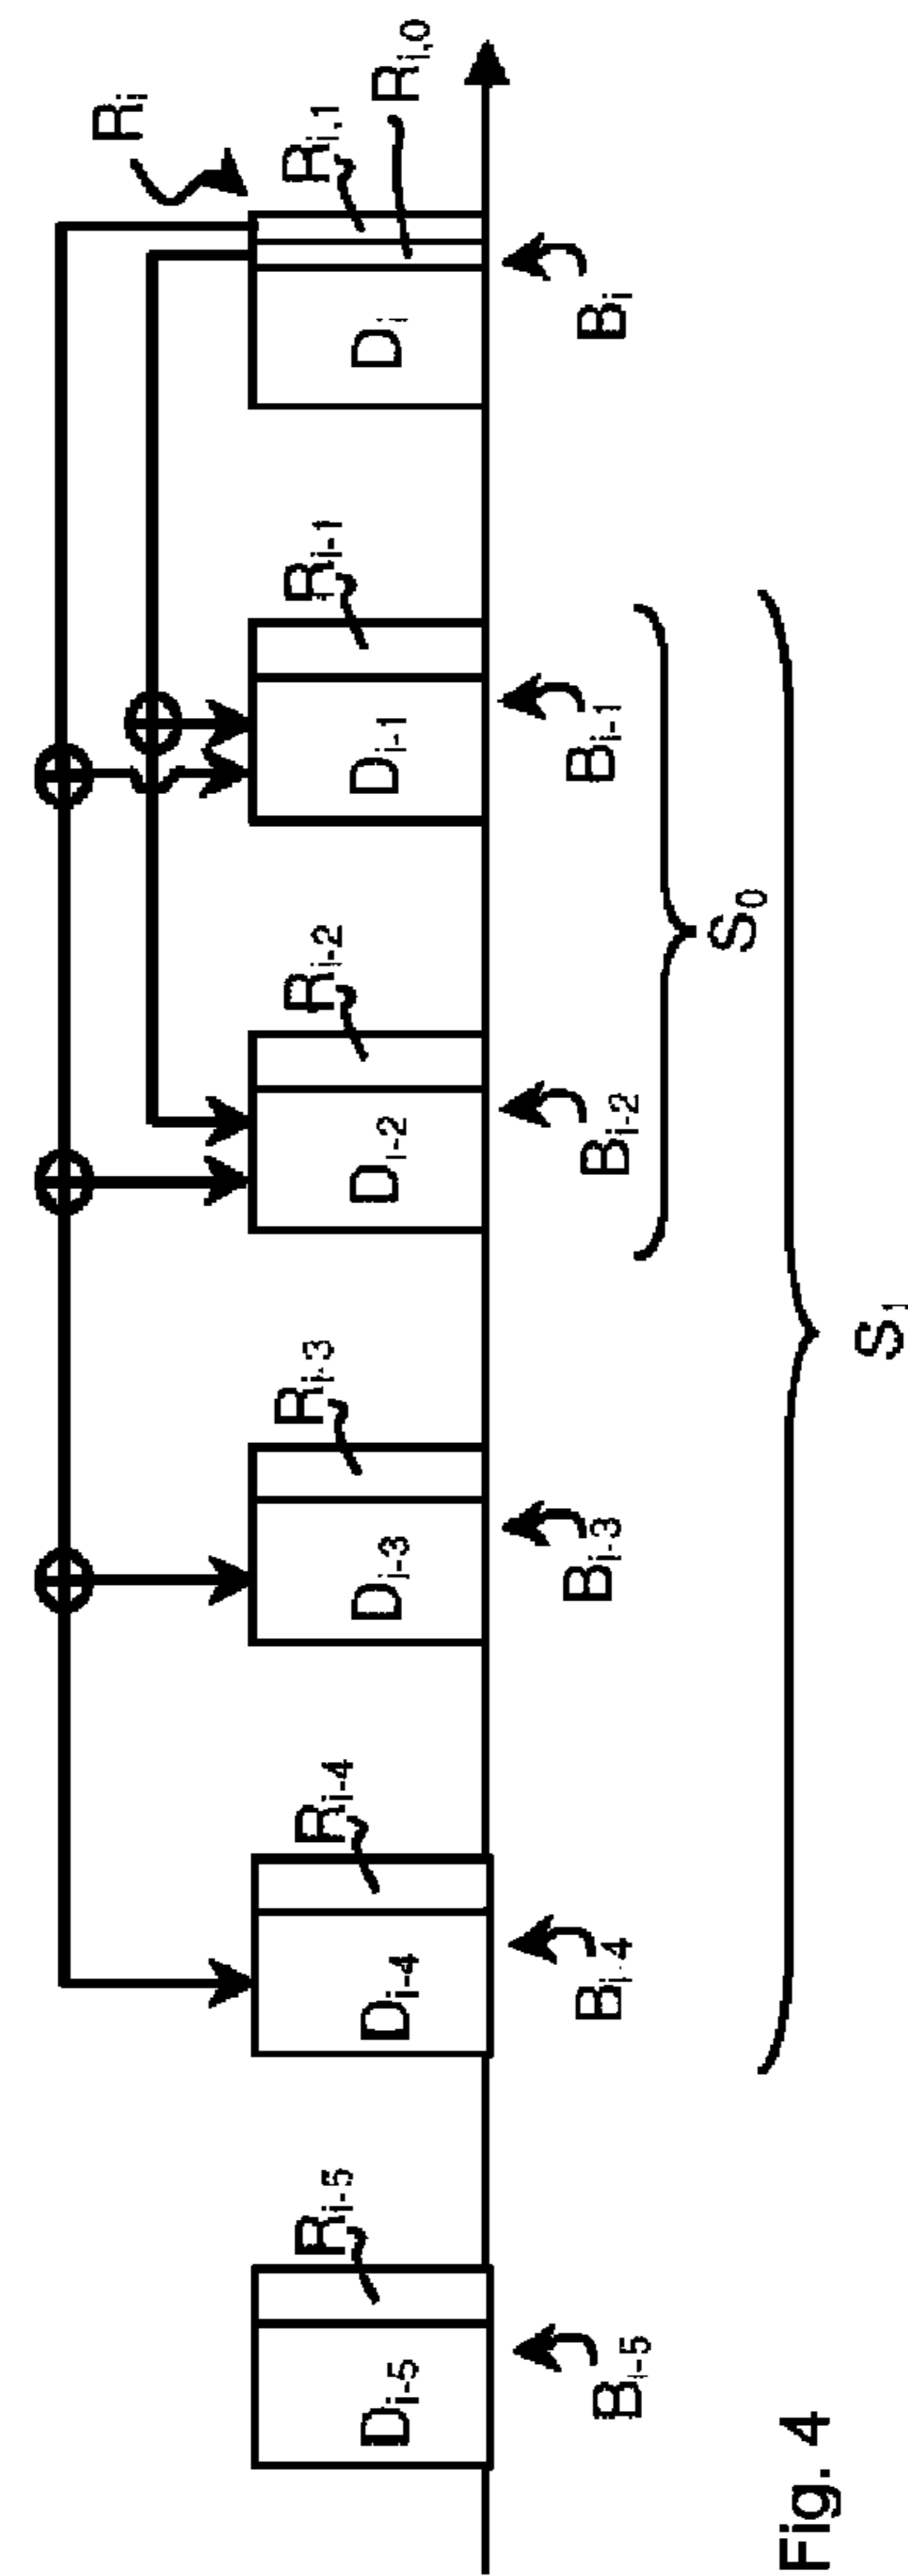 Rᵢ
Rᵢ,₁
Rᵢ,₀
Rᵢ₋₅
Rᵢ₋₄
Rᵢ₋₃
Rᵢ₋₂
Rᵢ₋₁
Dᵢ₋₅
Dᵢ₋₄
Dᵢ₋₃
Dᵢ₋₂
Dᵢ₋₁
Dᵢ
Bᵢ₋₅
Bᵢ₋₄
Bᵢ₋₃
Bᵢ₋₂
Bᵢ₋₁
Bᵢ
S₀
S₁
Fig. 4